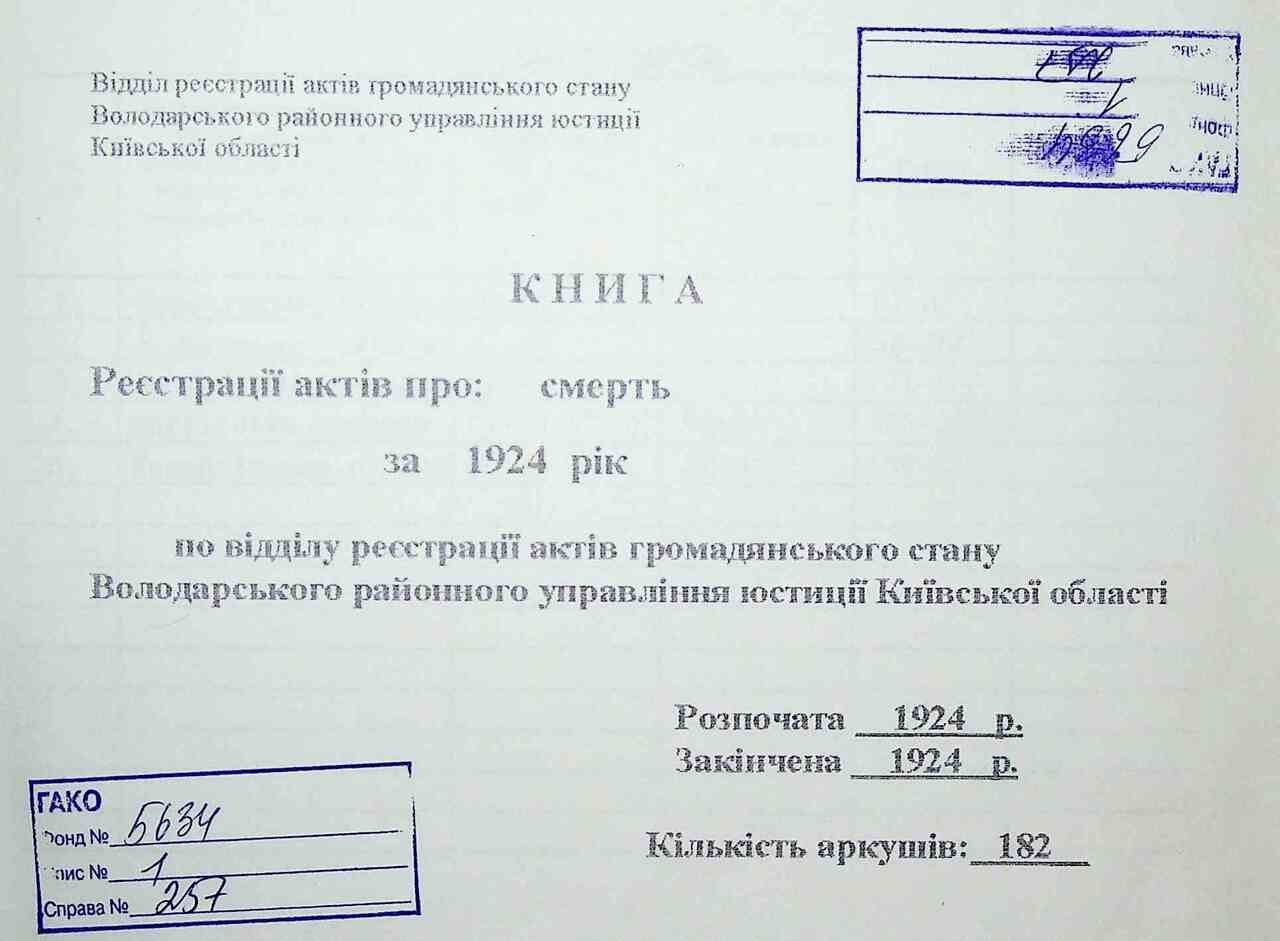 Відділ реєстрації актів громадянського стану
Володарського районного управління юстиції
Київської області
К Н И Г А
Реєстрації актів про: смерть
за 1924 рік
по відділу реєстрації актів громадянського стану
Володарського районного управління юстиції Київської області
Розпочата 1924 р.
Закінчена 1924 р.
Кількість аркушів: 182
ГАКО
Фонд № 5634
Опис № 1
Справа № 257